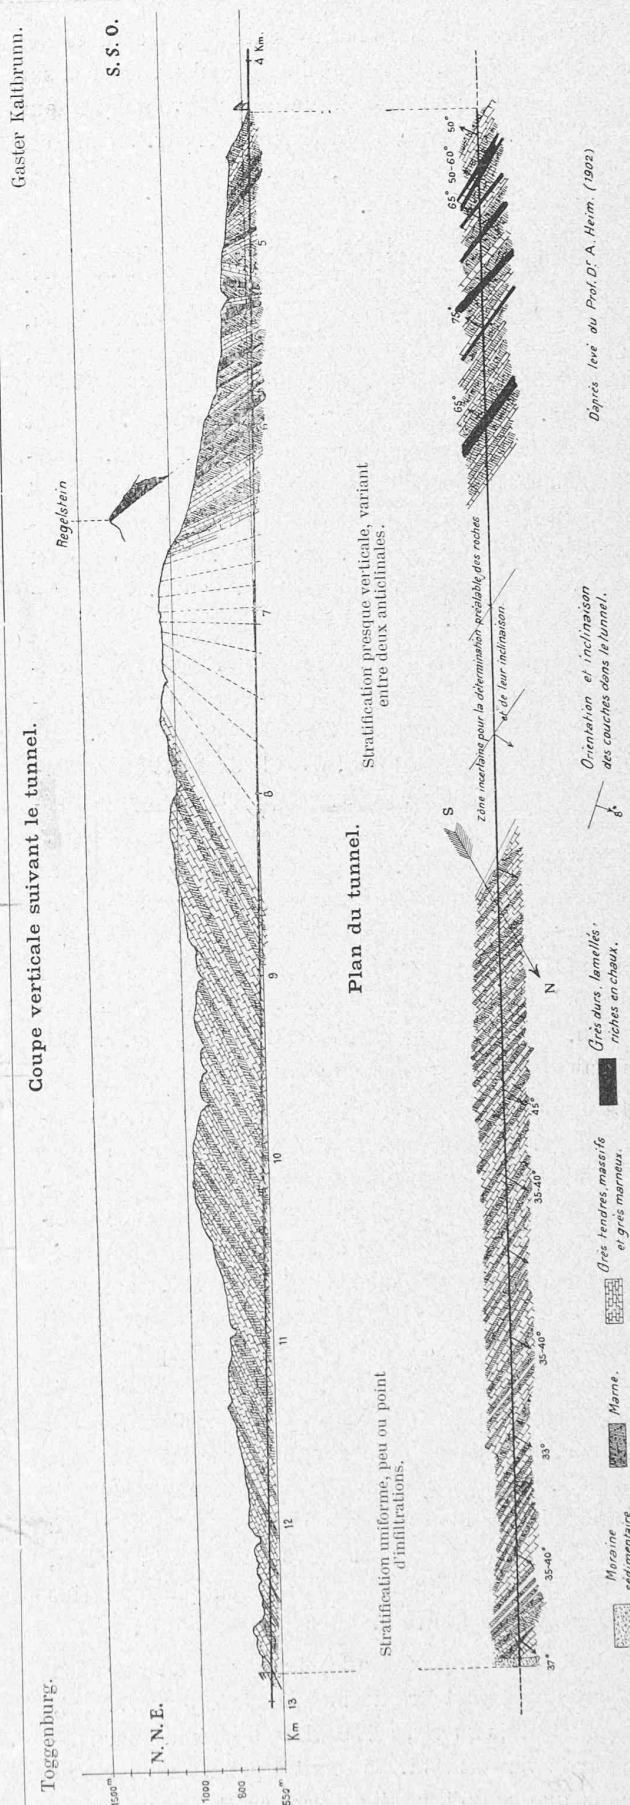 Toggenburg.
Gaster Kaltbrunn.
Coupe verticale suivant le tunnel.
N. N. E.
S. S. O.
Regelstein
1500m
1000
800
550m
Km 13
12
11
10
9
8
7
6
5
4 Km.
Stratification uniforme, peu ou point
d'infiltrations.
Stratification presque verticale, variant
entre deux anticlinales.
Plan du tunnel.
S
N
Zône incertaine pour la détermination préalable des roches
et de leur inclinaison
37°
35-40°
33°
35-40°
35-40°
45°
65°
75°
65°
50-60°
50°
Moraine
sédimentaire
Marne.
Grès tendres, massifs
et grès marneux.
Grès durs, lamellés,
riches en chaux.
8°
Orientation et inclinaison
des couches dans le tunnel.
D'après levé du Prof. Dr A. Heim. (1902)